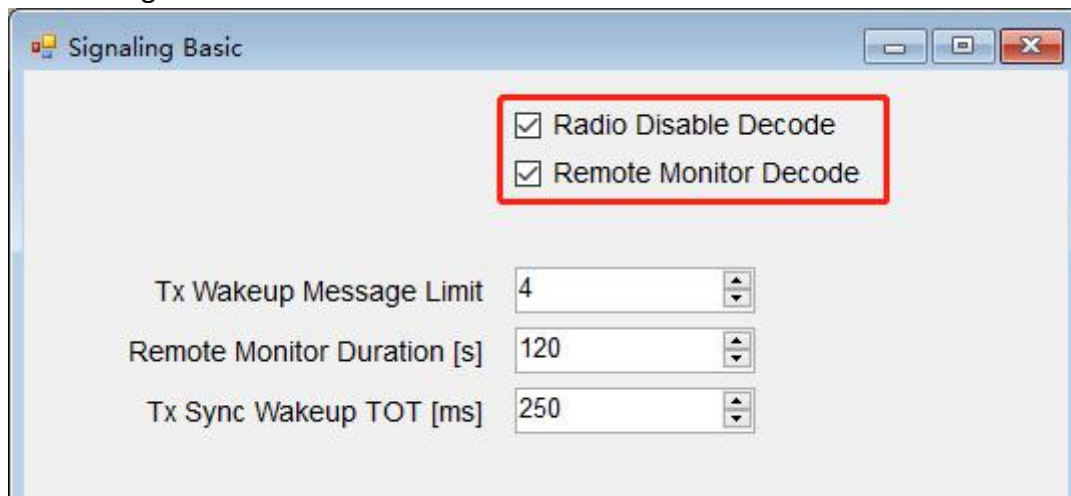 Signaling Basic
Radio Disable Decode
Remote Monitor Decode
Tx Wakeup Message Limit 4
Remote Monitor Duration [s] 120
Tx Sync Wakeup TOT [ms] 250